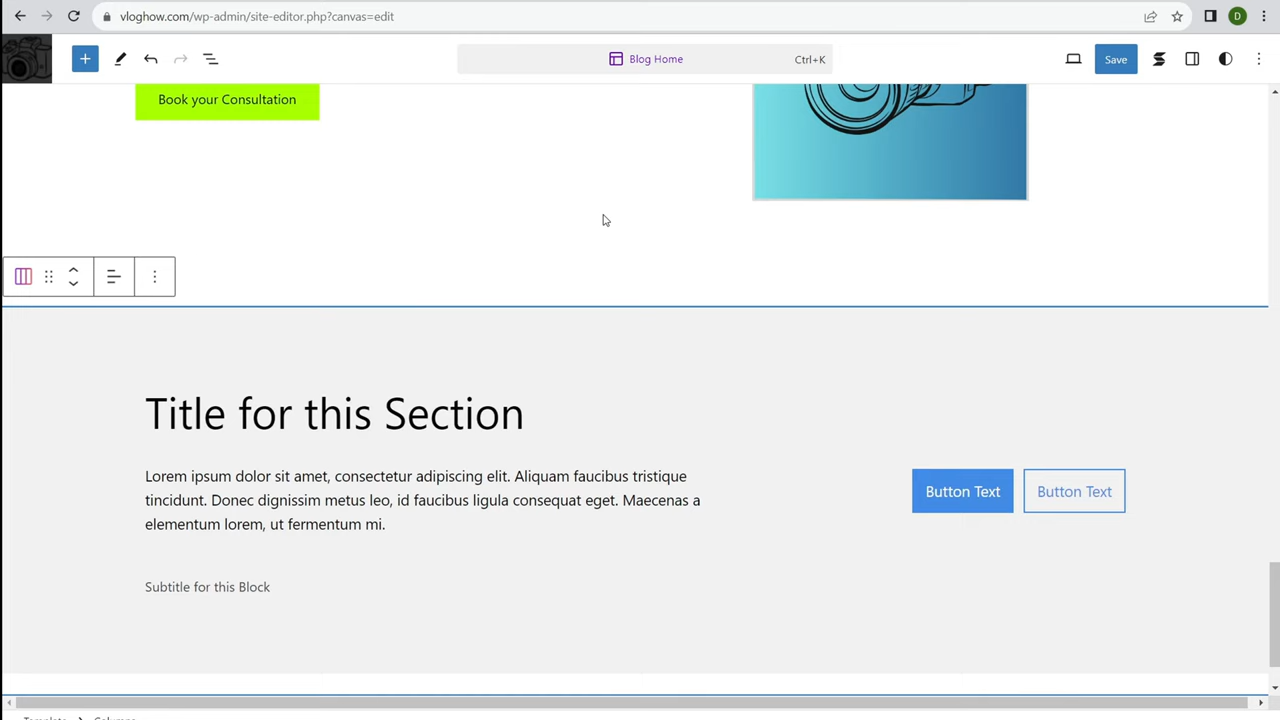 vloghow.com/wp-admin/site-editor.php?canvas=edit
D
Blog Home
Ctrl+K
Save
Book your Consultation
Title for this Section
Lorem ipsum dolor sit amet, consectetur adipiscing elit. Aliquam faucibus tristique
tincidunt. Donec dignissim metus leo, id faucibus ligula consequat eget. Maecenas a
elementum lorem, ut fermentum mi.
Button Text
Button Text
Subtitle for this Block
Template
Columns